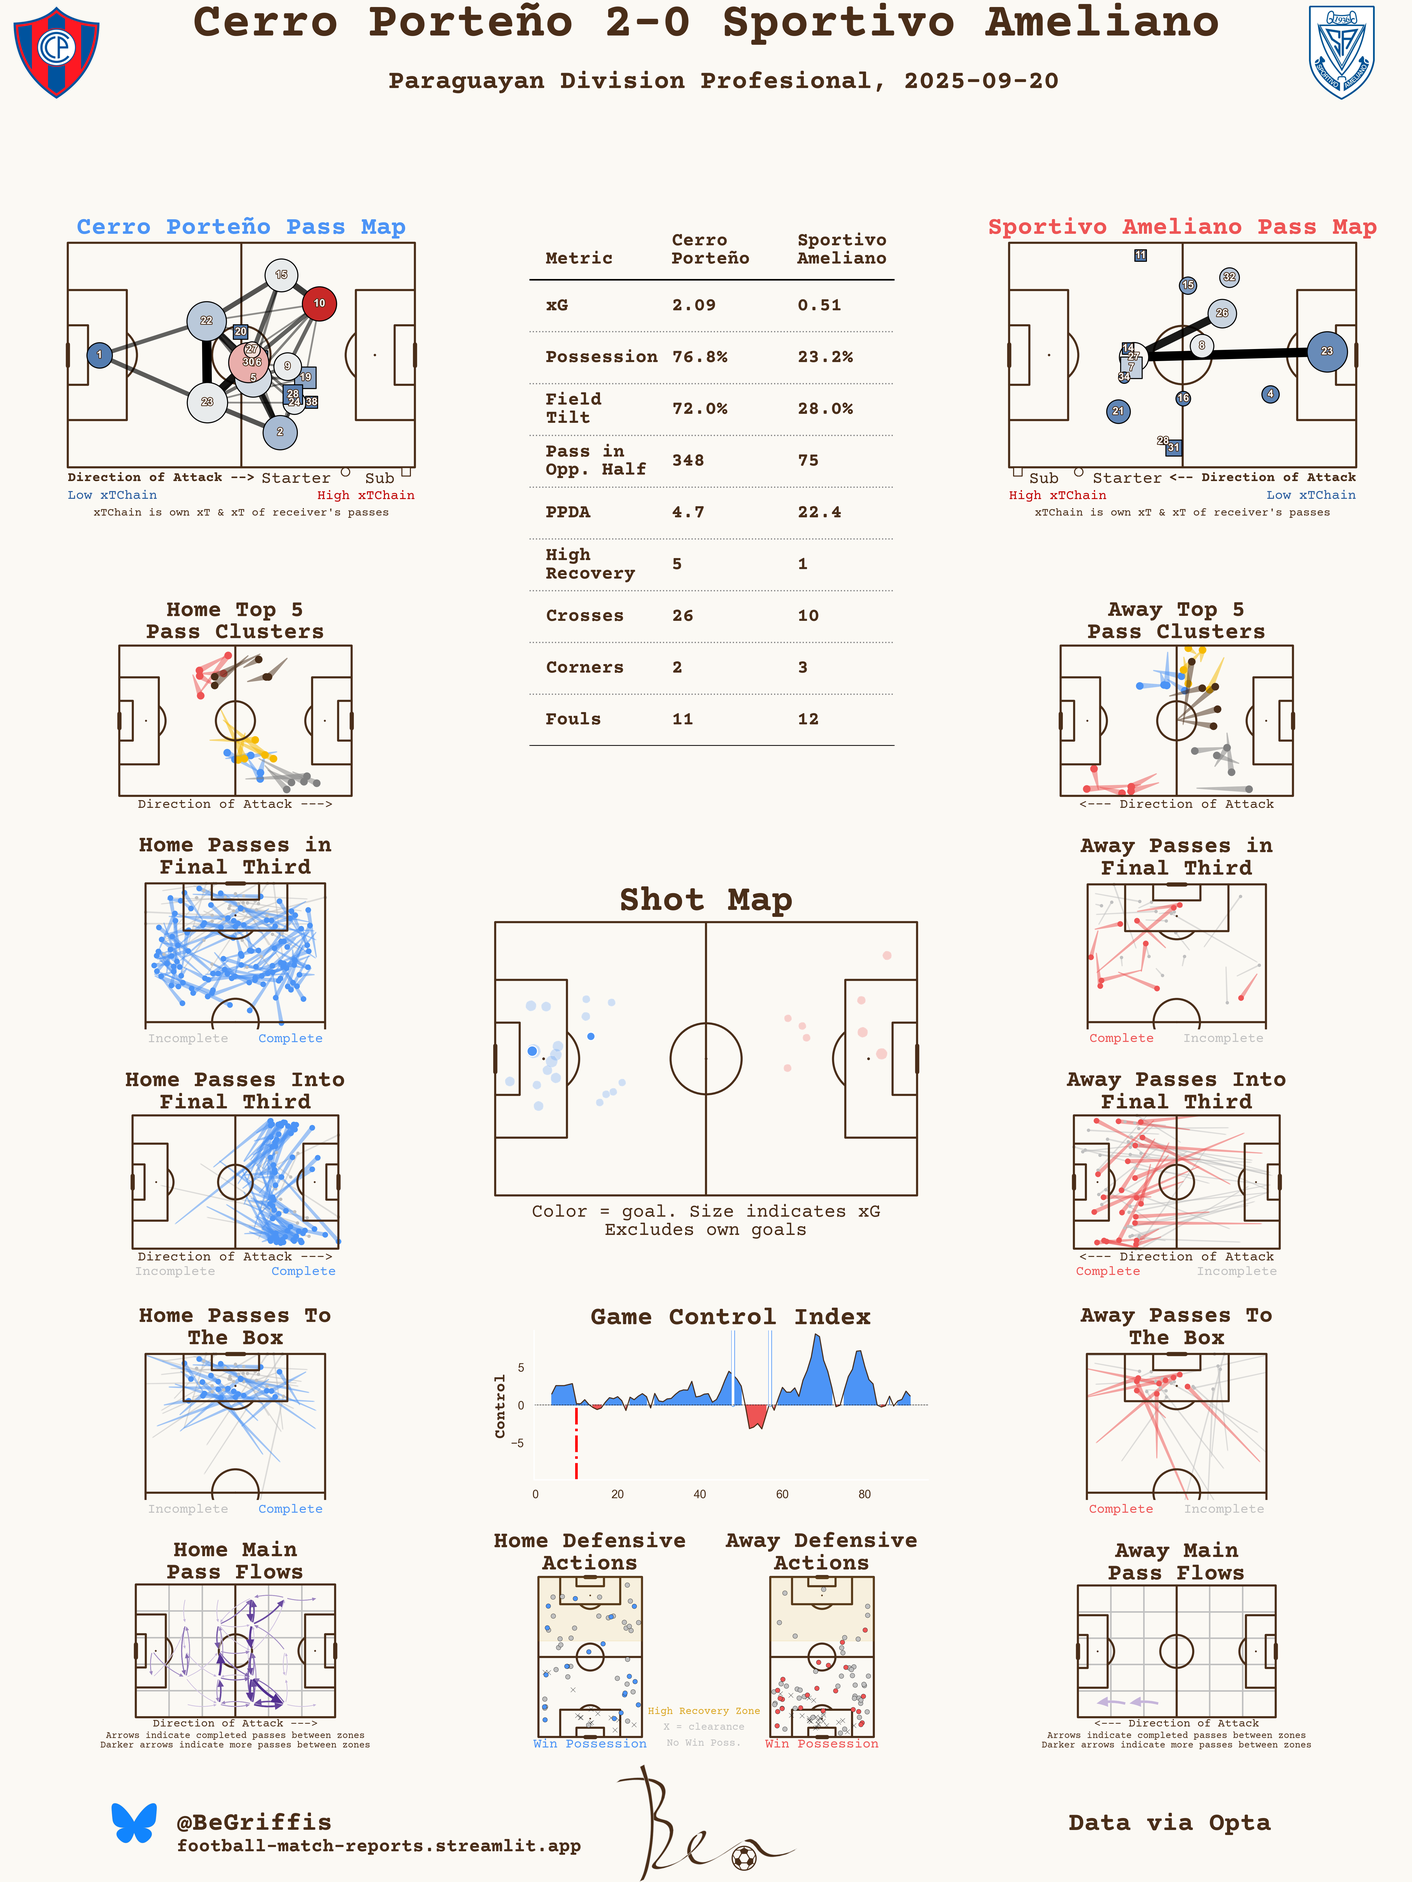 Cerro Porteño 2-0 Sportivo Ameliano
Paraguayan Division Profesional, 2025-09-20
CP
1936
SA
SPORTIVO AMELIANO
Cerro Porteño Pass Map
1
22
23
15
10
20
27
306
5
9
19
28
24
38
2
Direction of Attack --> Starter Sub
Low xTChain High xTChain
xTChain is own xT & xT of receiver's passes
Metric Cerro Porteño Sportivo Ameliano
xG 2.09 0.51
Possession 76.8% 23.2%
Field Tilt 72.0% 28.0%
Pass in Opp. Half 348 75
PPDA 4.7 22.4
High Recovery 5 1
Crosses 26 10
Corners 2 3
Fouls 11 12
Sportivo Ameliano Pass Map
11
15
32
26
14
27
7
34
8
23
16
4
21
28
31
Sub Starter <-- Direction of Attack
High xTChain Low xTChain
xTChain is own xT & xT of receiver's passes
Home Top 5
Pass Clusters
Direction of Attack --->
Away Top 5
Pass Clusters
<--- Direction of Attack
Home Passes in
Final Third
Incomplete Complete
Away Passes in
Final Third
Complete Incomplete
Shot Map
Color = goal. Size indicates xG
Excludes own goals
Home Passes Into
Final Third
Direction of Attack --->
Incomplete Complete
Away Passes Into
Final Third
<--- Direction of Attack
Complete Incomplete
Home Passes To
The Box
Incomplete Complete
Game Control Index
Control
5
0
−5
0 20 40 60 80
Away Passes To
The Box
Complete Incomplete
Home Main
Pass Flows
Direction of Attack --->
Arrows indicate completed passes between zones
Darker arrows indicate more passes between zones
Home Defensive
Actions
Win Possession
High Recovery Zone
X = clearance
No Win Poss.
Away Defensive
Actions
Win Possession
Away Main
Pass Flows
<--- Direction of Attack
Arrows indicate completed passes between zones
Darker arrows indicate more passes between zones
@BeGriffis
football-match-reports.streamlit.app
Ben
Data via Opta